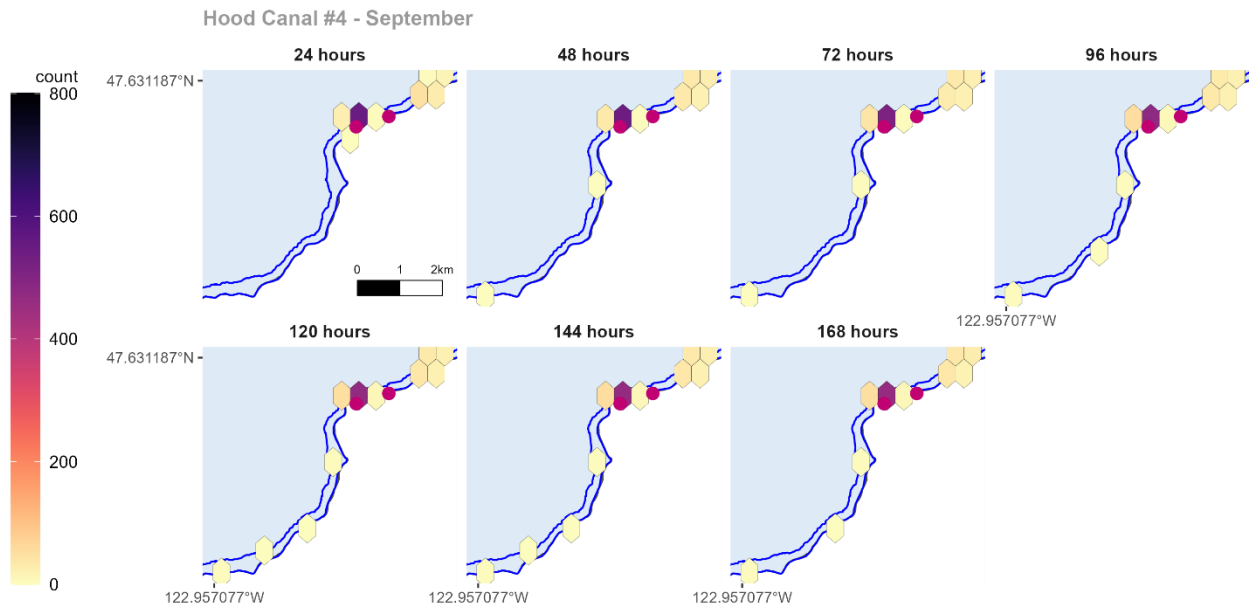 Hood Canal #4 - September
24 hours
48 hours
72 hours
96 hours
count
800
600
400
200
0
47.631187°N
0 1 2km
122.957077°W
120 hours
144 hours
168 hours
47.631187°N
122.957077°W
122.957077°W
122.957077°W